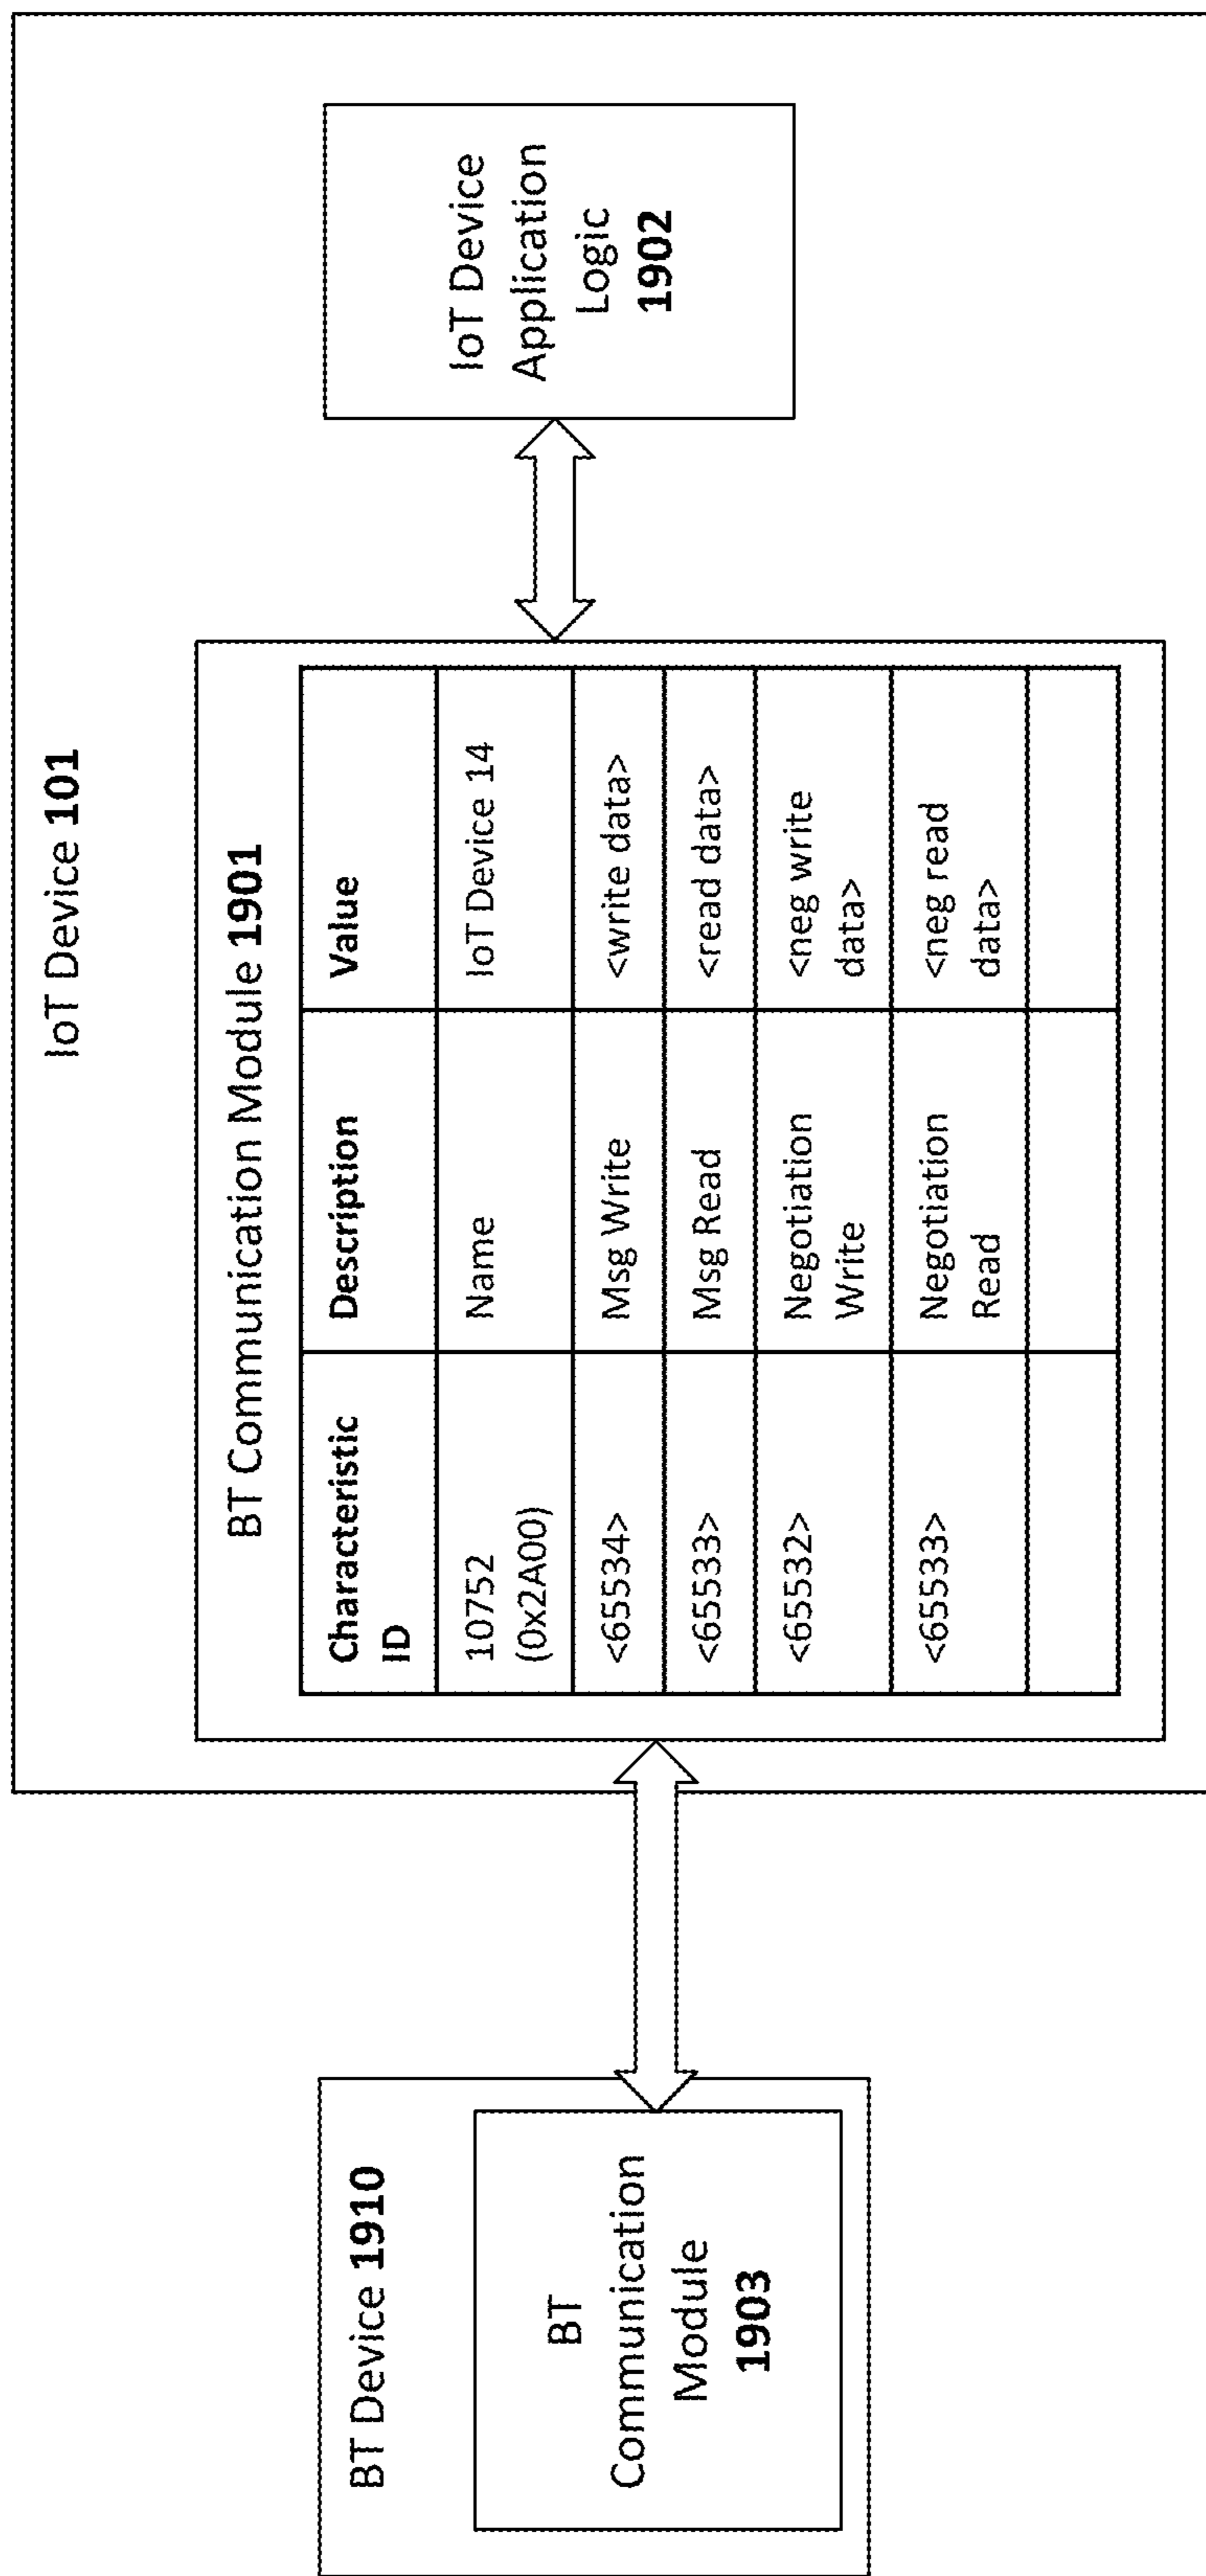 IoT Device 101
BT Device 1910
BT
Communication
Module
1903
BT Communication Module 1901
Characteristic
ID
Description
Value
10752
(0x2A00)
Name
IoT Device 14
<65534>
Msg Write
<write data>
<65533>
Msg Read
<read data>
<65532>
Negotiation
Write
<neg write
data>
<65533>
Negotiation
Read
<neg read
data>
IoT Device
Application
Logic
1902